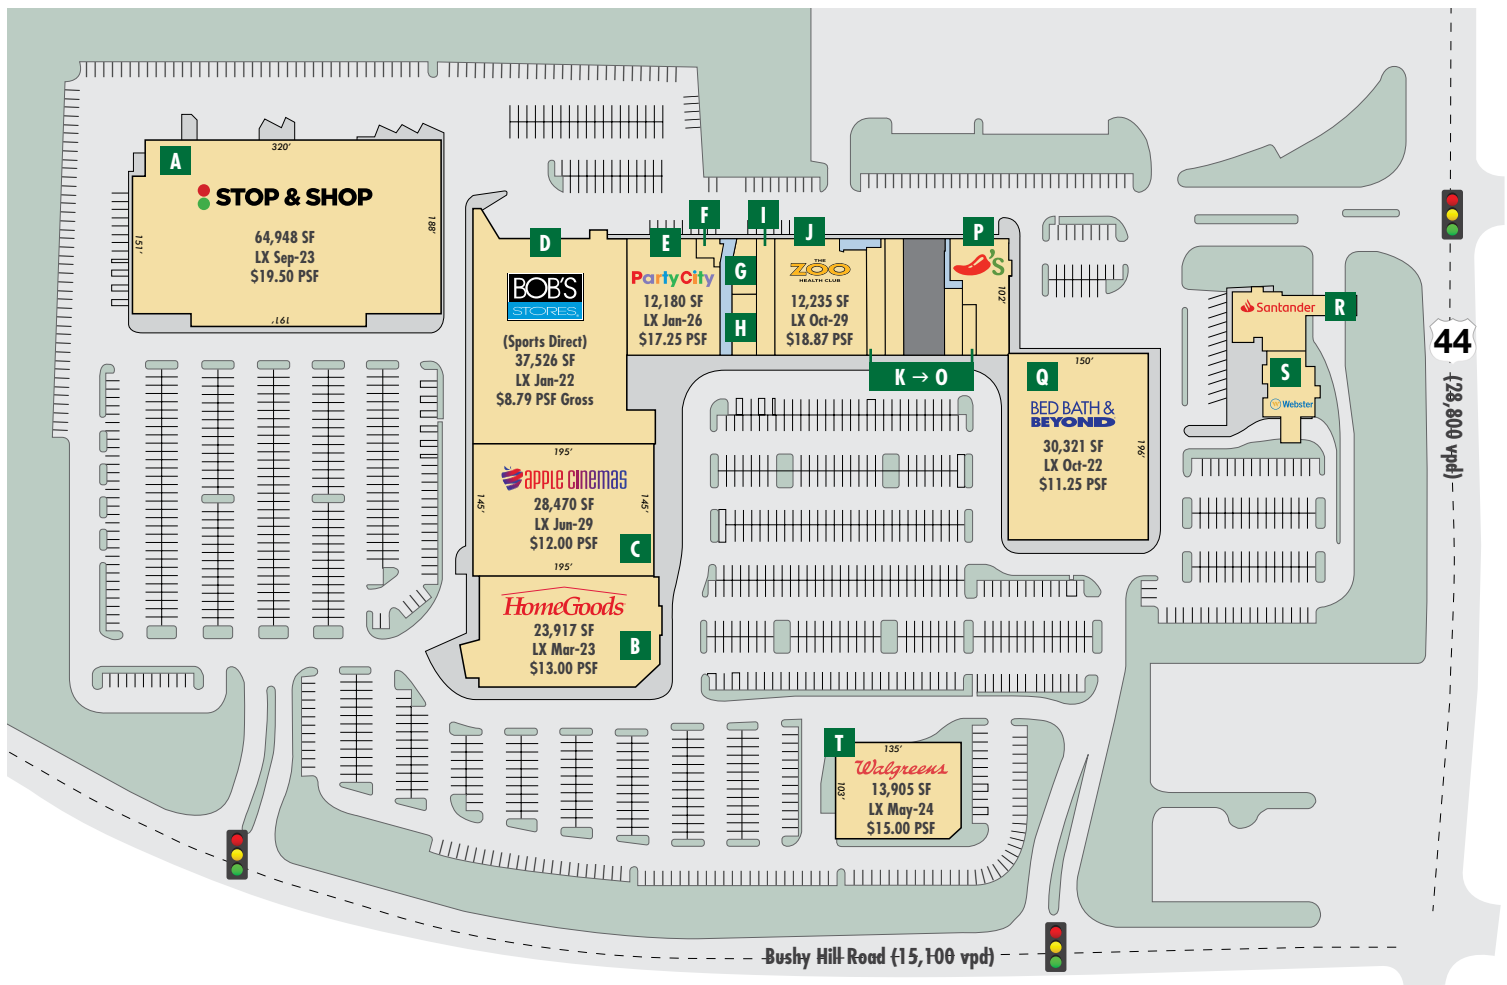 A
320'
STOP & SHOP
64,948 SF
LX Sep-23
$19.50 PSF
151'
188'
191'
D
BOB'S
STORES
(Sports Direct)
37,526 SF
LX Jan-22
$8.79 PSF Gross
E
F
Party City
12,180 SF
LX Jan-26
$17.25 PSF
G
H
I
J
THE
ZOO
HEALTH CLUB
12,235 SF
LX Oct-29
$18.87 PSF
K → O
P
's
102'
Q
150'
BED BATH &
BEYOND
30,321 SF
LX Oct-22
$11.25 PSF
196'
Santander
R
S
Webster
44
(28,800 vpd)
195'
apple cinemas
28,470 SF
LX Jun-29
$12.00 PSF
145'
145'
C
195'
HomeGoods
23,917 SF
LX Mar-23
$13.00 PSF
B
T
135'
Walgreens
13,905 SF
LX May-24
$15.00 PSF
103'
Bushy Hill Road (15,100 vpd)